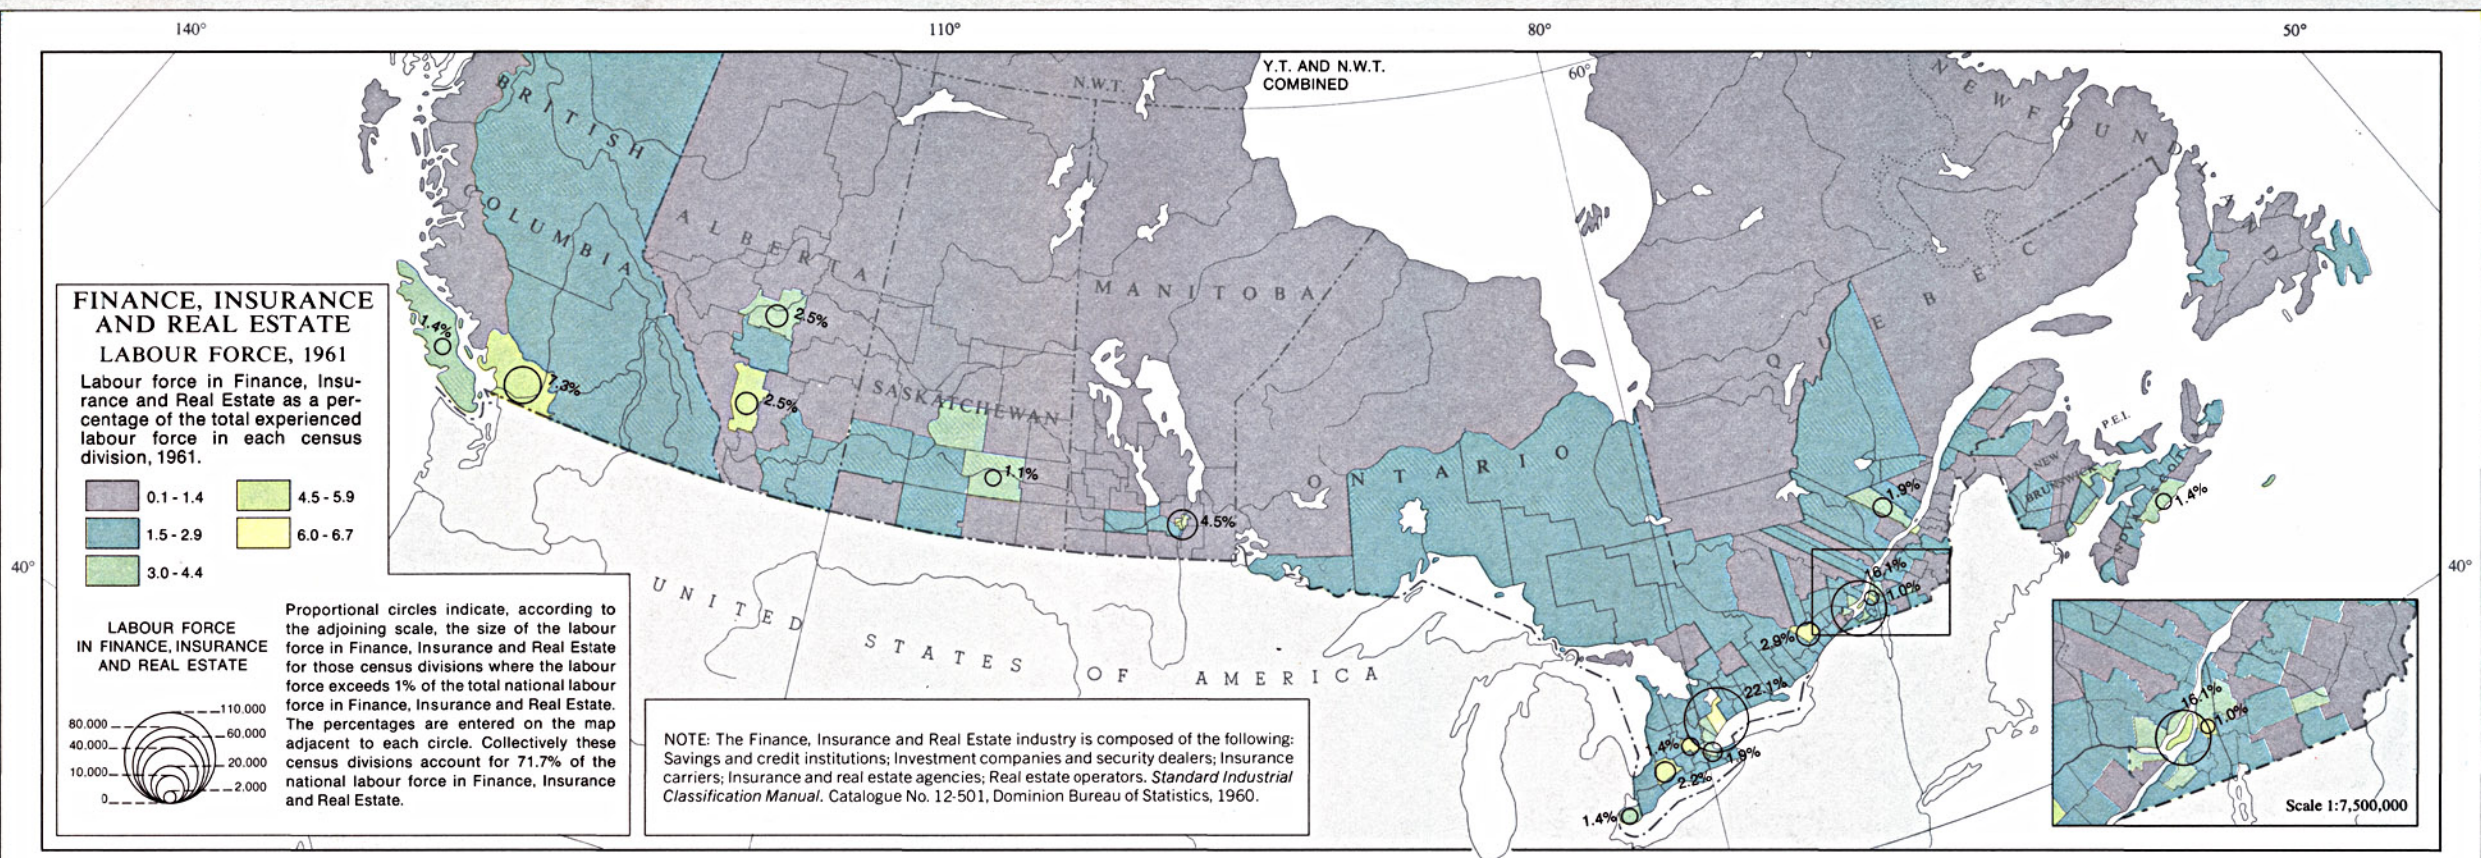 140°
110°
80°
50°
Y.T. AND N.W.T.
COMBINED
60°
N.W.T.
BRITISH
COLUMBIA
ALBERTA
SASKATCHEWAN
MANITOBA
ONTARIO
QUEBEC
NEWFOUNDLAND
P.E.I.
NEW
BRUNSWICK
NOVA SCOTIA
40°
40°
1.4%
7.3%
2.5%
2.5%
1.1%
4.5%
1.9%
1.4%
16.1%
1.0%
2.9%
22.1%
1.4%
1.9%
2.2%
1.4%
UNITED STATES OF AMERICA
FINANCE, INSURANCE
AND REAL ESTATE
LABOUR FORCE, 1961
Labour force in Finance, Insu-
rance and Real Estate as a per-
centage of the total experienced
labour force in each census
division, 1961.
0.1 - 1.4
1.5 - 2.9
3.0 - 4.4
4.5 - 5.9
6.0 - 6.7
LABOUR FORCE
IN FINANCE, INSURANCE
AND REAL ESTATE
110.000
80.000
60.000
40.000
20.000
10.000
2.000
0
Proportional circles indicate, according to
the adjoining scale, the size of the labour
force in Finance, Insurance and Real Estate
for those census divisions where the labour
force exceeds 1% of the total national labour
force in Finance, Insurance and Real Estate.
The percentages are entered on the map
adjacent to each circle. Collectively these
census divisions account for 71.7% of the
national labour force in Finance, Insurance
and Real Estate.
NOTE: The Finance, Insurance and Real Estate industry is composed of the following:
Savings and credit institutions; Investment companies and security dealers; Insurance
carriers; Insurance and real estate agencies; Real estate operators. Standard Industrial
Classification Manual. Catalogue No. 12-501, Dominion Bureau of Statistics, 1960.
16.1%
1.0%
Scale 1:7,500,000